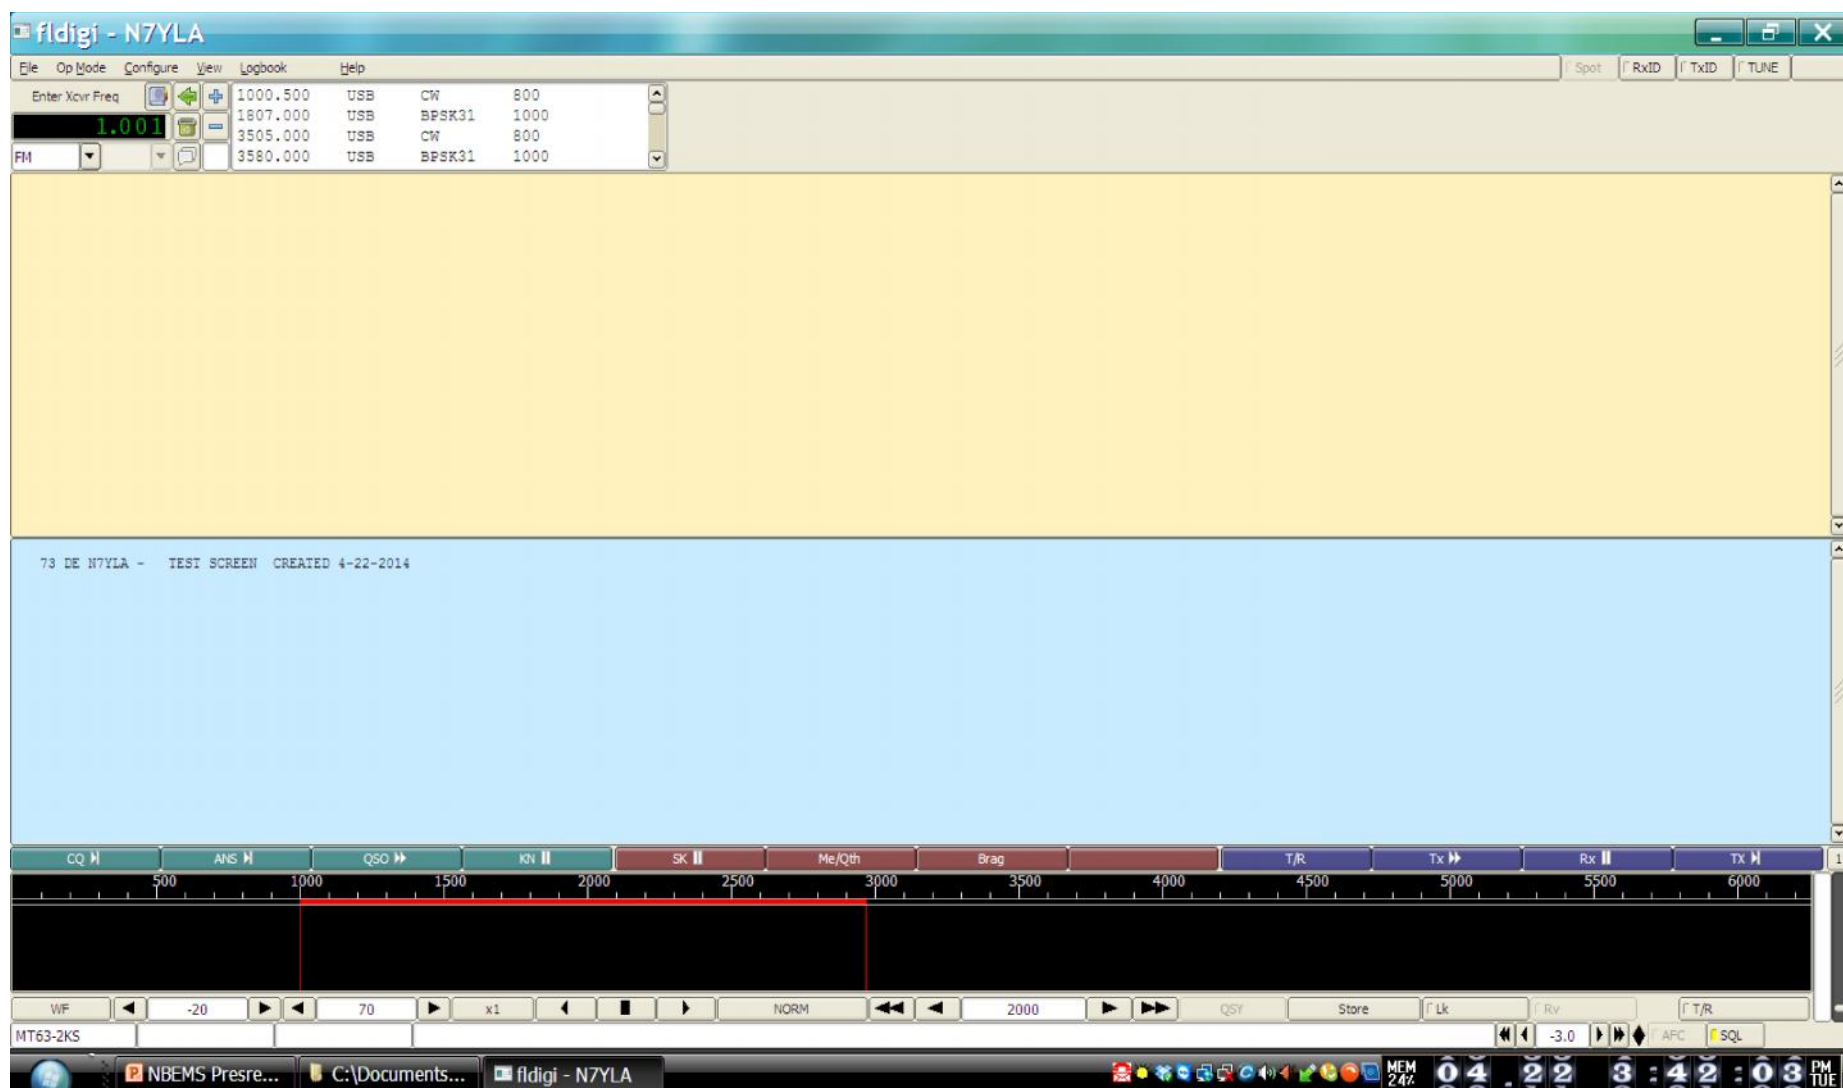 fldigi - N7YLA
File Op Mode Configure View Logbook Help Spot RxID TxID TUNE
Enter Xcvr Freq
1.001
FM
1000.500 USB CW 800
1807.000 USB BPSK31 1000
3505.000 USB CW 800
3580.000 USB BPSK31 1000
73 DE N7YLA - TEST SCREEN CREATED 4-22-2014
CQ ANS QSO KN SK Me/Qth Brag T/R Tx Rx TX 1
500 1000 1500 2000 2500 3000 3500 4000 4500 5000 5500 6000
WF -20 70 x1 NORM 2000 QSY Store Lk Rv T/R
MT63-2KS -3.0 AFC SQL
NBEMS Presre... C:\Documents... fldigi - N7YLA MEM 24% 04.22 3:42:03 PM TUE